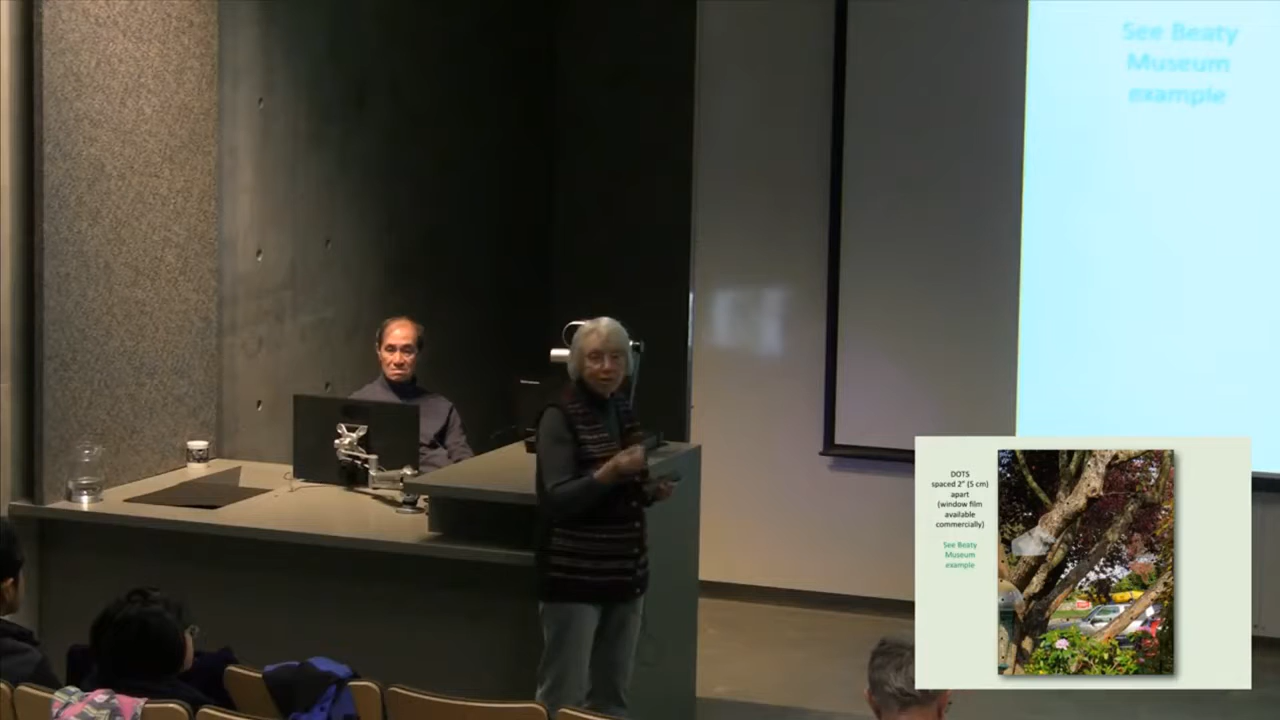 See Beaty
Museum
example
DOTS
spaced 2" (5 cm)
apart
(window film
available
commercially)
See Beaty
Museum
example